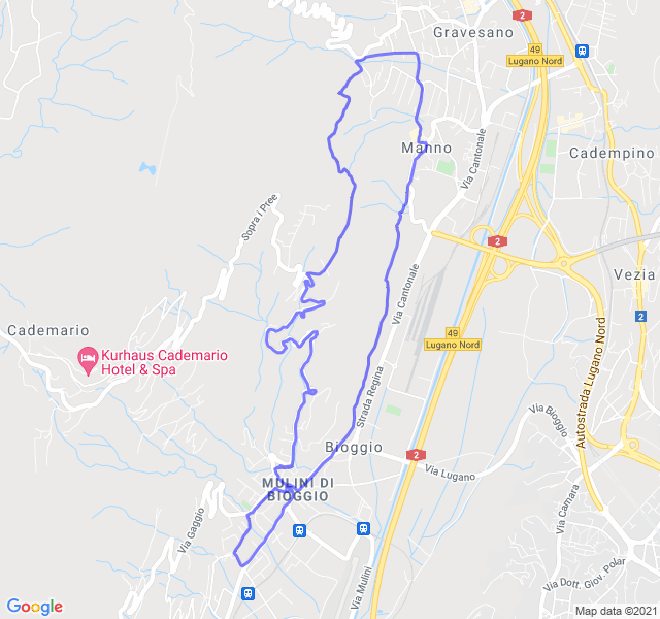 2
Gravesano
49
Lugano Nord
Manno
Cadempino
Via Cantonale
Sopra i Pree
2
Vezia
Via Cantonale
2
Cademario
49
Lugano Nord
Kurhaus Cademario
Hotel & Spa
Autostrada Lugano Nord
Strada Regina
Via Bioggio
Bioggio
2
Via Lugano
MULINI DI
BIOGGIO
Via Camara
Via Gaggio
Via Mulini
Via Dott. Giov. Polar
Google
Map data ©2021